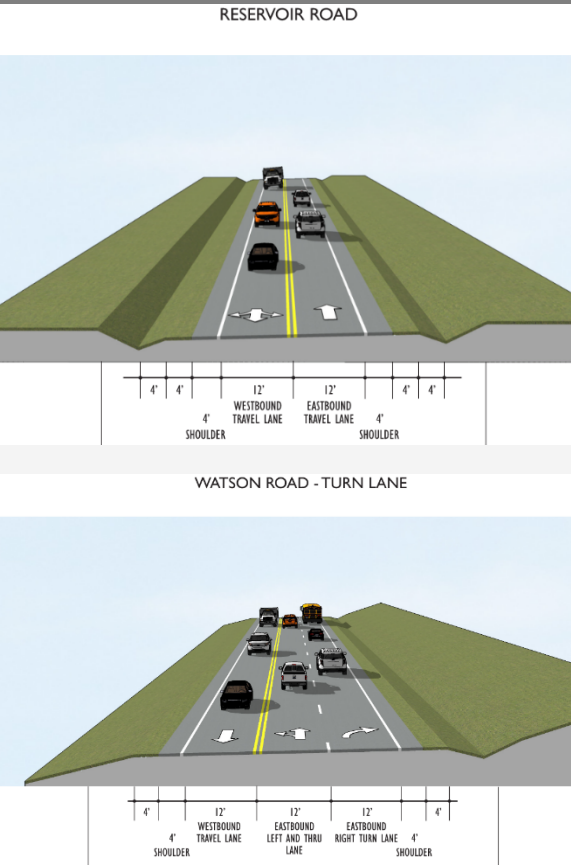 RESERVOIR ROAD
4' 4' 12' 12' 4' 4'
WESTBOUND EASTBOUND
4' TRAVEL LANE TRAVEL LANE 4'
SHOULDER SHOULDER
WATSON ROAD - TURN LANE
4' 12' 12' 12' 4'
WESTBOUND EASTBOUND EASTBOUND
4' TRAVEL LANE LEFT AND THRU RIGHT TURN LANE 4'
SHOULDER LANE SHOULDER